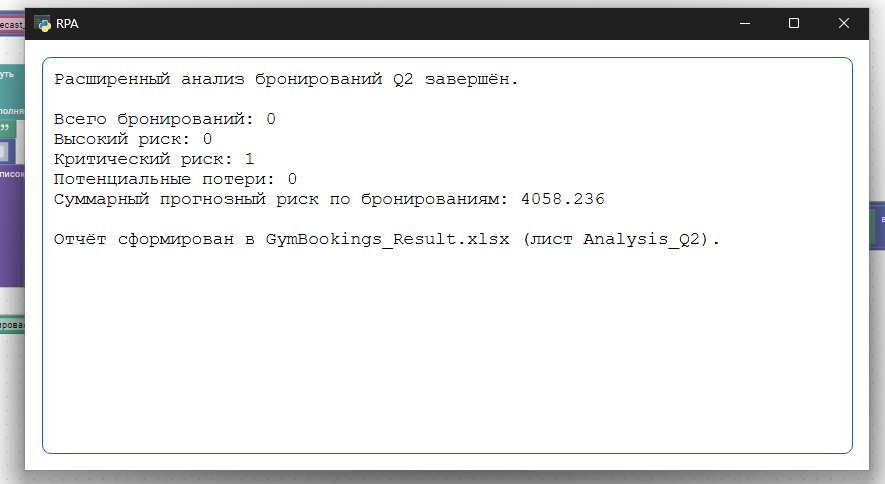 RPA
Расширенный анализ бронирований Q2 завершён.
Всего бронирований: 0
Высокий риск: 0
Критический риск: 1
Потенциальные потери: 0
Суммарный прогнозный риск по бронированиям: 4058.236
Отчёт сформирован в GymBookings_Result.xlsx (лист Analysis_Q2).